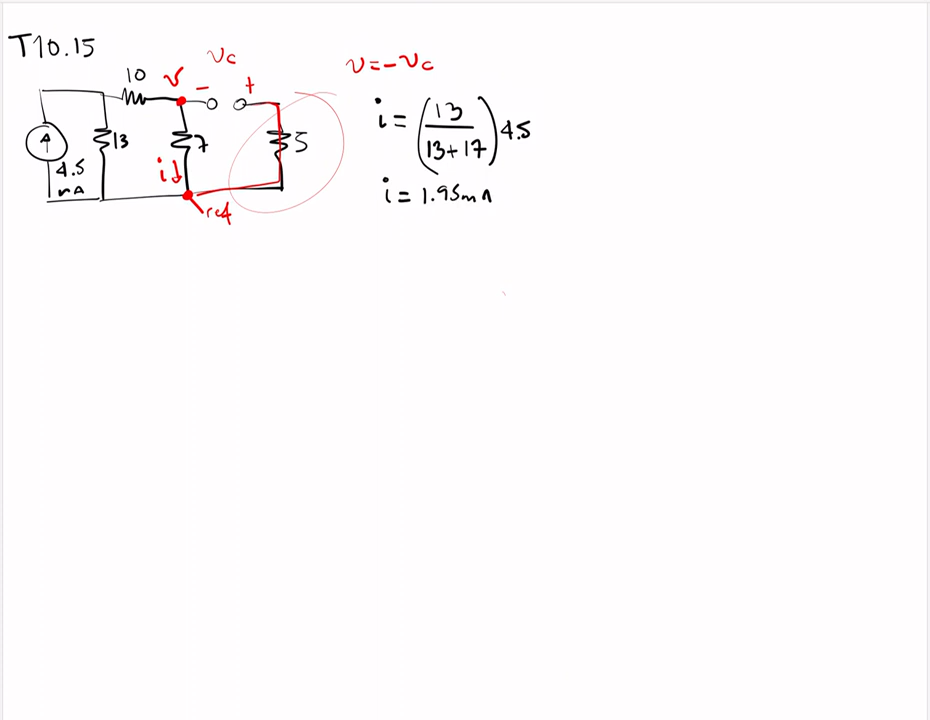 T10.15
vc
10 v - +
v = -vc
i = (13 / (13+17)) 4.5
13 7 5
i
4.5
mA
i = 1.95mA
ref